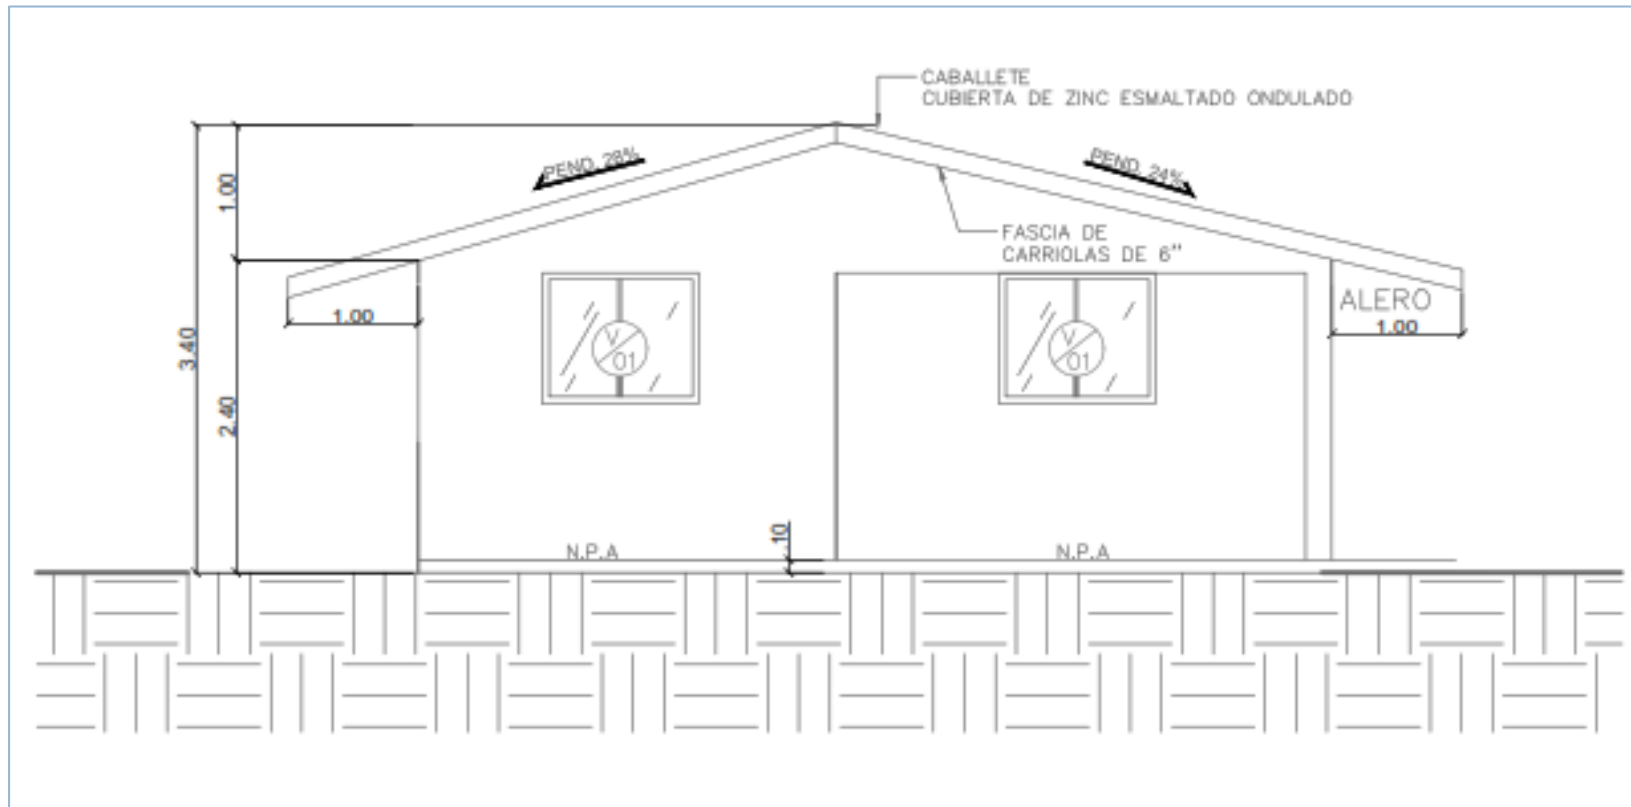 CABALLETE
CUBIERTA DE ZINC ESMALTADO ONDULADO
PEND. 28%
PEND. 24%
1.00
FASCIA DE
CARRIOLAS DE 6"
ALERO
1.00
1.00
3.40
V
01
V
01
2.40
10
N.P.A
N.P.A